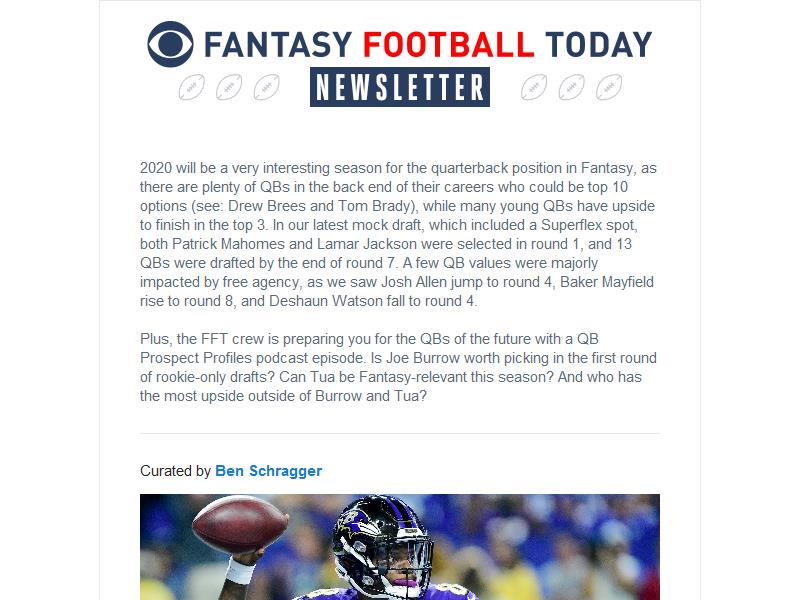 FANTASY FOOTBALL TODAY
NEWSLETTER
2020 will be a very interesting season for the quarterback position in Fantasy, as
there are plenty of QBs in the back end of their careers who could be top 10
options (see: Drew Brees and Tom Brady), while many young QBs have upside
to finish in the top 3. In our latest mock draft, which included a Superflex spot,
both Patrick Mahomes and Lamar Jackson were selected in round 1, and 13
QBs were drafted by the end of round 7. A few QB values were majorly
impacted by free agency, as we saw Josh Allen jump to round 4, Baker Mayfield
rise to round 8, and Deshaun Watson fall to round 4.
Plus, the FFT crew is preparing you for the QBs of the future with a QB
Prospect Profiles podcast episode. Is Joe Burrow worth picking in the first round
of rookie-only drafts? Can Tua be Fantasy-relevant this season? And who has
the most upside outside of Burrow and Tua?
Curated by Ben Schragger